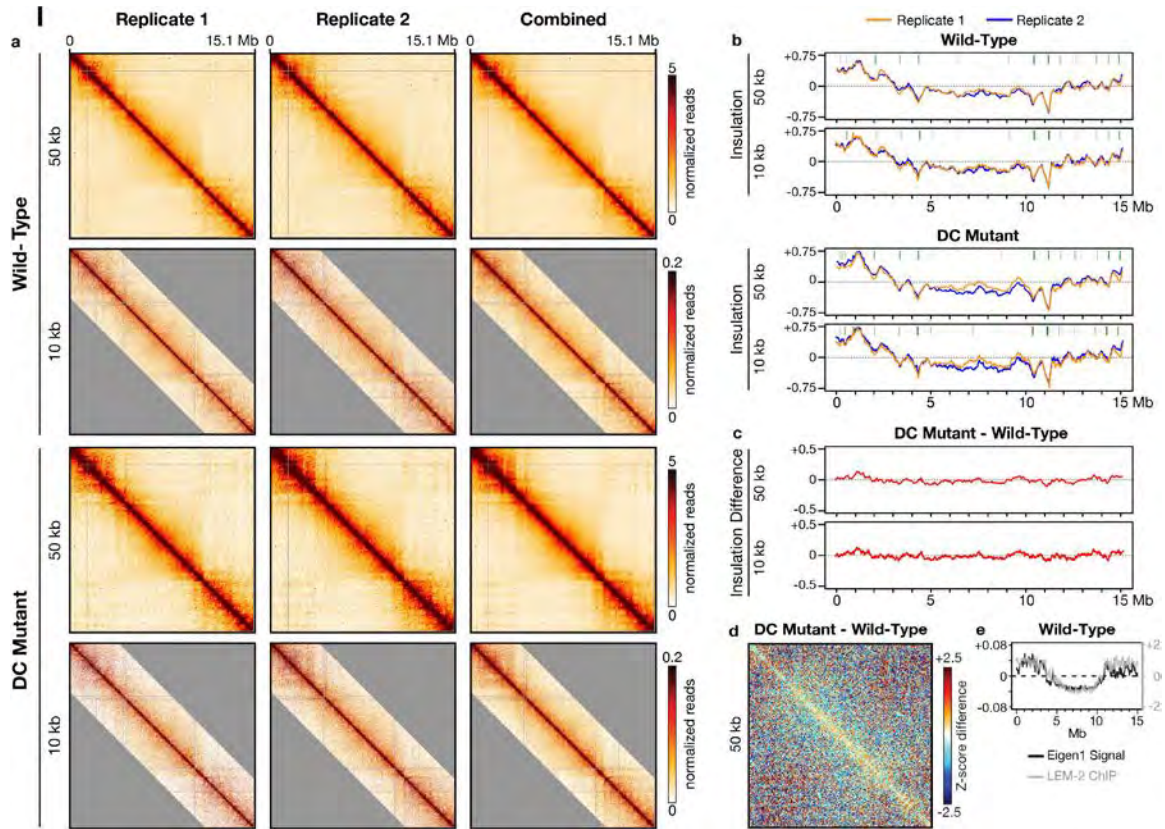 I
Replicate 1 Replicate 2 Combined
a
0 15.1 Mb 0 15.1 Mb 0 15.1 Mb
Wild- Type
50 kb
5
normalized reads
0
10 kb
0.2
normalized reads
0
DC Mutant
50 kb
5
normalized reads
0
10 kb
0.2
normalized reads
0
Replicate 1 Replicate 2
b
Wild-Type
Insulation
50 kb
+0.75
0
-0.75
10 kb
+0.75
0
-0.75
0 5 10 15 Mb
DC Mutant
Insulation
50 kb
+0.75
0
-0.75
10 kb
+0.75
0
-0.75
0 5 10 15 Mb
c
DC Mutant - Wild-Type
Insulation Difference
50 kb
+0.5
0
-0.5
10 kb
+0.5
0
-0.5
0 5 10 15 Mb
d
DC Mutant - Wild-Type
50 kb
+2.5
Z-score difference
-2.5
e
Wild-Type
+0.08 +2
0 0
-0.08 -2
0 5 10 15
Mb
Eigen1 Signal
LEM-2 ChIP